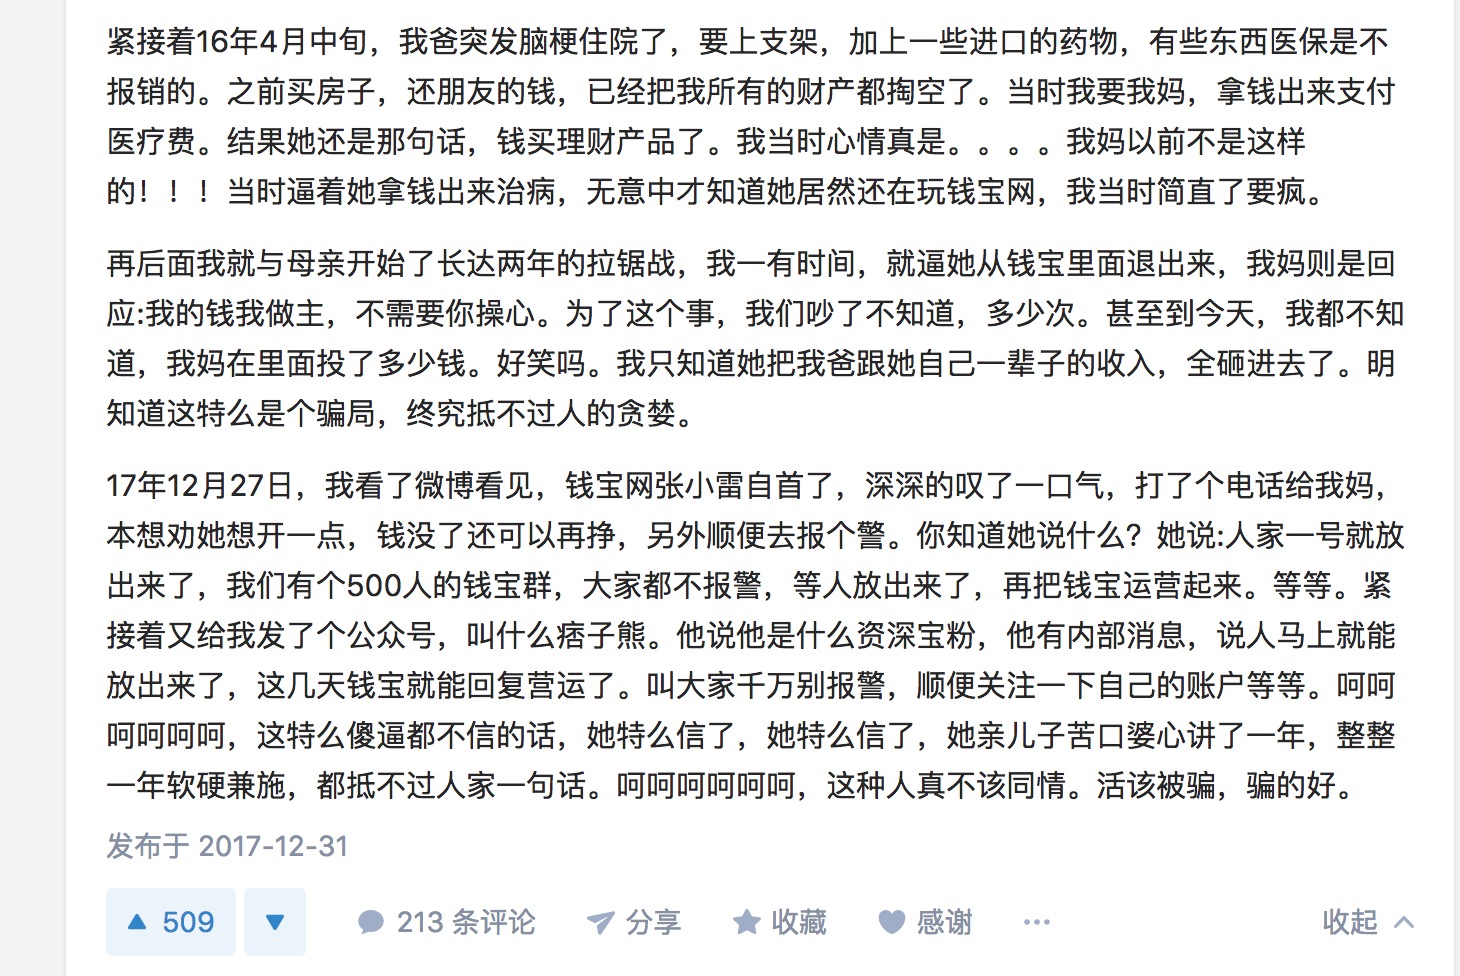 紧接着16年4月中旬，我爸突发脑梗住院了，要上支架，加上一些进口的药物，有些东西医保是不
报销的。之前买房子，还朋友的钱，已经把我所有的财产都掏空了。当时我要我妈，拿钱出来支付
医疗费。结果她还是那句话，钱买理财产品了。我当时心情真是。。。。我妈以前不是这样
的！！！当时逼着她拿钱出来治病，无意中才知道她居然还在玩钱宝网，我当时简直了要疯。
再后面我就与母亲开始了长达两年的拉锯战，我一有时间，就逼她从钱宝里面退出来，我妈则是回
应:我的钱我做主，不需要你操心。为了这个事，我们吵了不知道，多少次。甚至到今天，我都不知
道，我妈在里面投了多少钱。好笑吗。我只知道她把我爸跟她自己一辈子的收入，全砸进去了。明
知道这特么是个骗局，终究抵不过人的贪婪。
17年12月27日，我看了微博看见，钱宝网张小雷自首了，深深的叹了一口气，打了个电话给我妈，
本想劝她想开一点，钱没了还可以再挣，另外顺便去报个警。你知道她说什么？她说:人家一号就放
出来了，我们有个500人的钱宝群，大家都不报警，等人放出来了，再把钱宝运营起来。等等。紧
接着又给我发了个公众号，叫什么痞子熊。他说他是什么资深宝粉，他有内部消息，说人马上就能
放出来了，这几天钱宝就能回复营运了。叫大家千万别报警，顺便关注一下自己的账户等等。呵呵
呵呵呵呵，这特么傻逼都不信的话，她特么信了，她特么信了，她亲儿子苦口婆心讲了一年，整整
一年软硬兼施，都抵不过人家一句话。呵呵呵呵呵呵，这种人真不该同情。活该被骗，骗的好。
发布于 2017-12-31
509 213 条评论 分享 收藏 感谢 ··· 收起